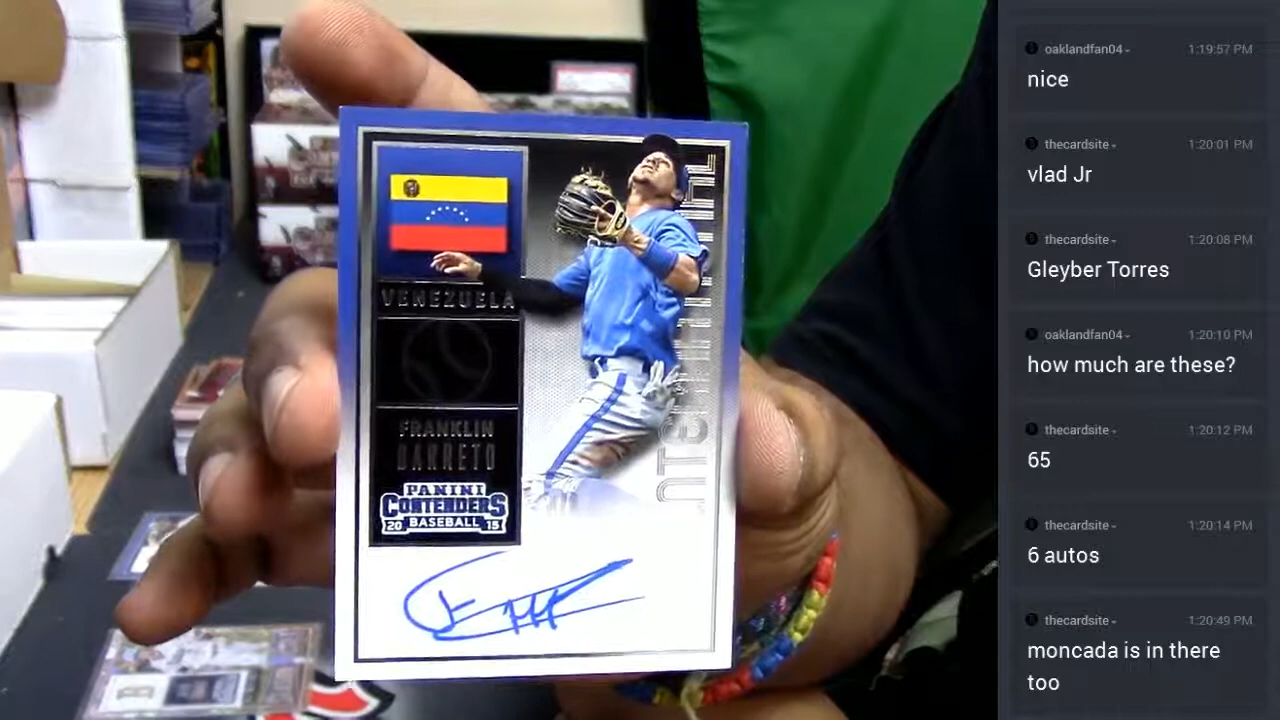 VENEZUELA
FRANKLIN
BARRETO
PANINI
CONTENDERS
20 BASEBALL 15
oaklandfan04
1:19:57 PM
nice
thecardsite
1:20:01 PM
vlad Jr
thecardsite
1:20:08 PM
Gleyber Torres
oaklandfan04
1:20:10 PM
how much are these?
thecardsite
1:20:12 PM
65
thecardsite
1:20:14 PM
6 autos
thecardsite
1:20:49 PM
moncada is in there
too